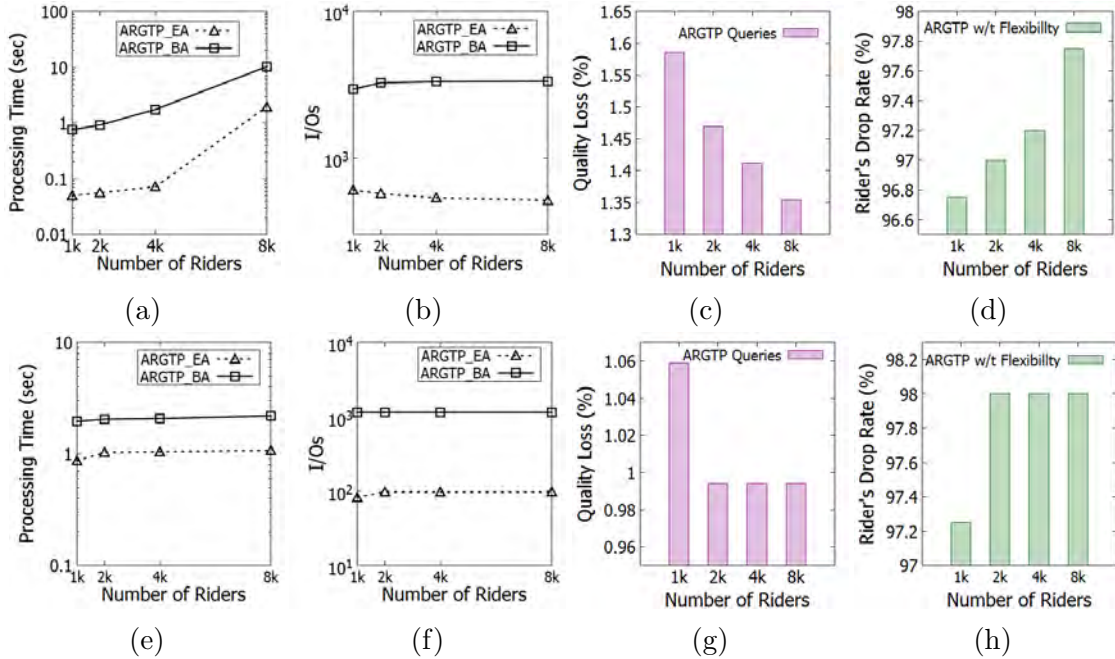 ARGTP_EA
ARGTP_BA
Processing Time (sec)
100
10
1
0.1
0.01
1k 2k 4k 8k
Number of Riders
(a)
ARGTP_EA
ARGTP_BA
I/Os
10^4
10^3
1k 2k 4k 8k
Number of Riders
(b)
ARGTP Queries
Quality Loss (%)
1.65
1.6
1.55
1.5
1.45
1.4
1.35
1.3
1k 2k 4k 8k
Number of Riders
(c)
ARGTP w/t Flexibillty
Rider's Drop Rate (%)
98
97.8
97.6
97.4
97.2
97
96.8
96.6
1k 2k 4k 8k
Number of Riders
(d)
ARGTP_EA
ARGTP_BA
Processing Time (sec)
10
1
0.1
1k 2k 4k 8k
Number of Riders
(e)
ARGTP_EA
ARGTP_BA
I/Os
10^4
10^3
10^2
10^1
1k 2k 4k 8k
Number of Riders
(f)
ARGTP Queries
Quality Loss (%)
1.06
1.04
1.02
1
0.98
0.96
1k 2k 4k 8k
Number of Riders
(g)
ARGTP w/t Flexibillty
Rider's Drop Rate (%)
98.2
98
97.8
97.6
97.4
97.2
97
1k 2k 4k 8k
Number of Riders
(h)